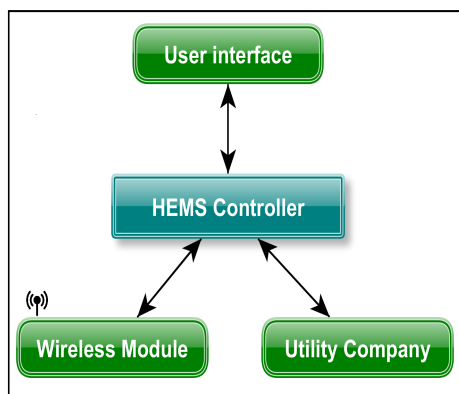 User interface
HEMS Controller
Wireless Module
Utility Company